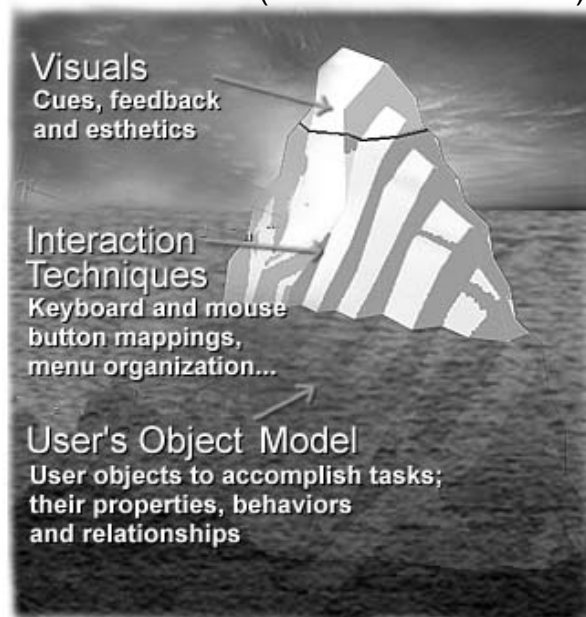 Visuals
Cues, feedback
and esthetics
Interaction
Techniques
Keyboard and mouse
button mappings,
menu organization...
User's Object Model
User objects to accomplish tasks;
their properties, behaviors
and relationships